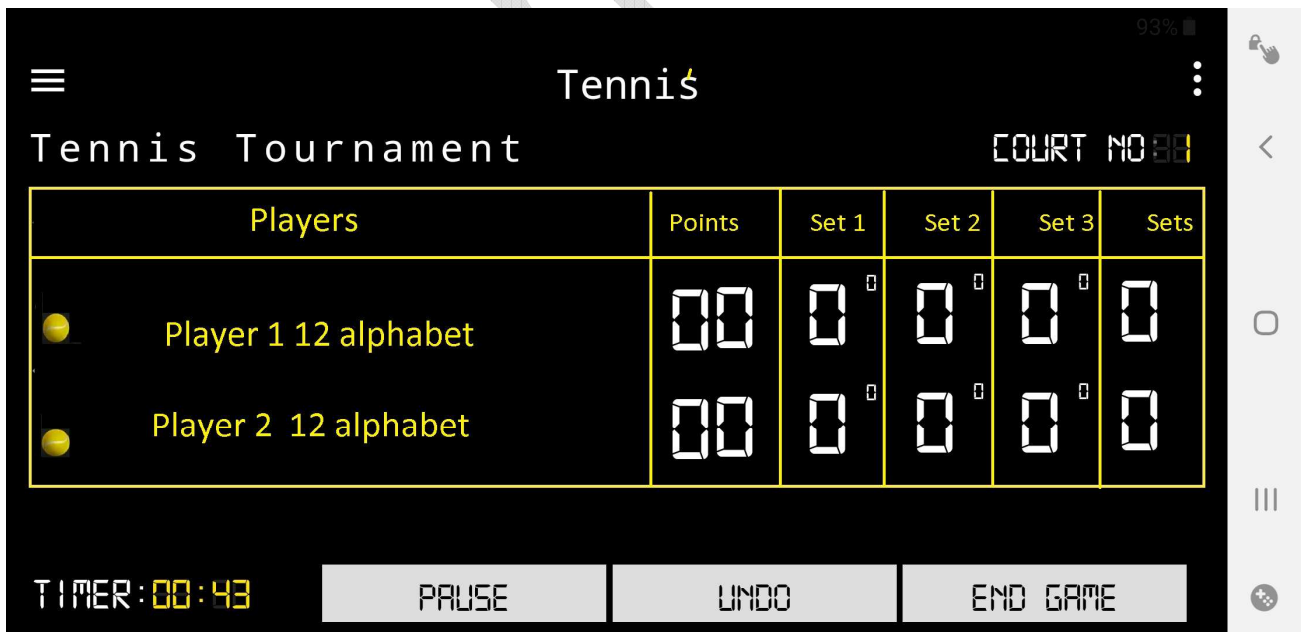 93%
Tennis
Tennis Tournament COURT NO 1
Players Points Set 1 Set 2 Set 3 Sets
Player 1 12 alphabet 00 0 0 0 0 0 0 0
Player 2 12 alphabet 00 0 0 0 0 0 0 0
TIMER:00:43 PAUSE UNDO END GAME